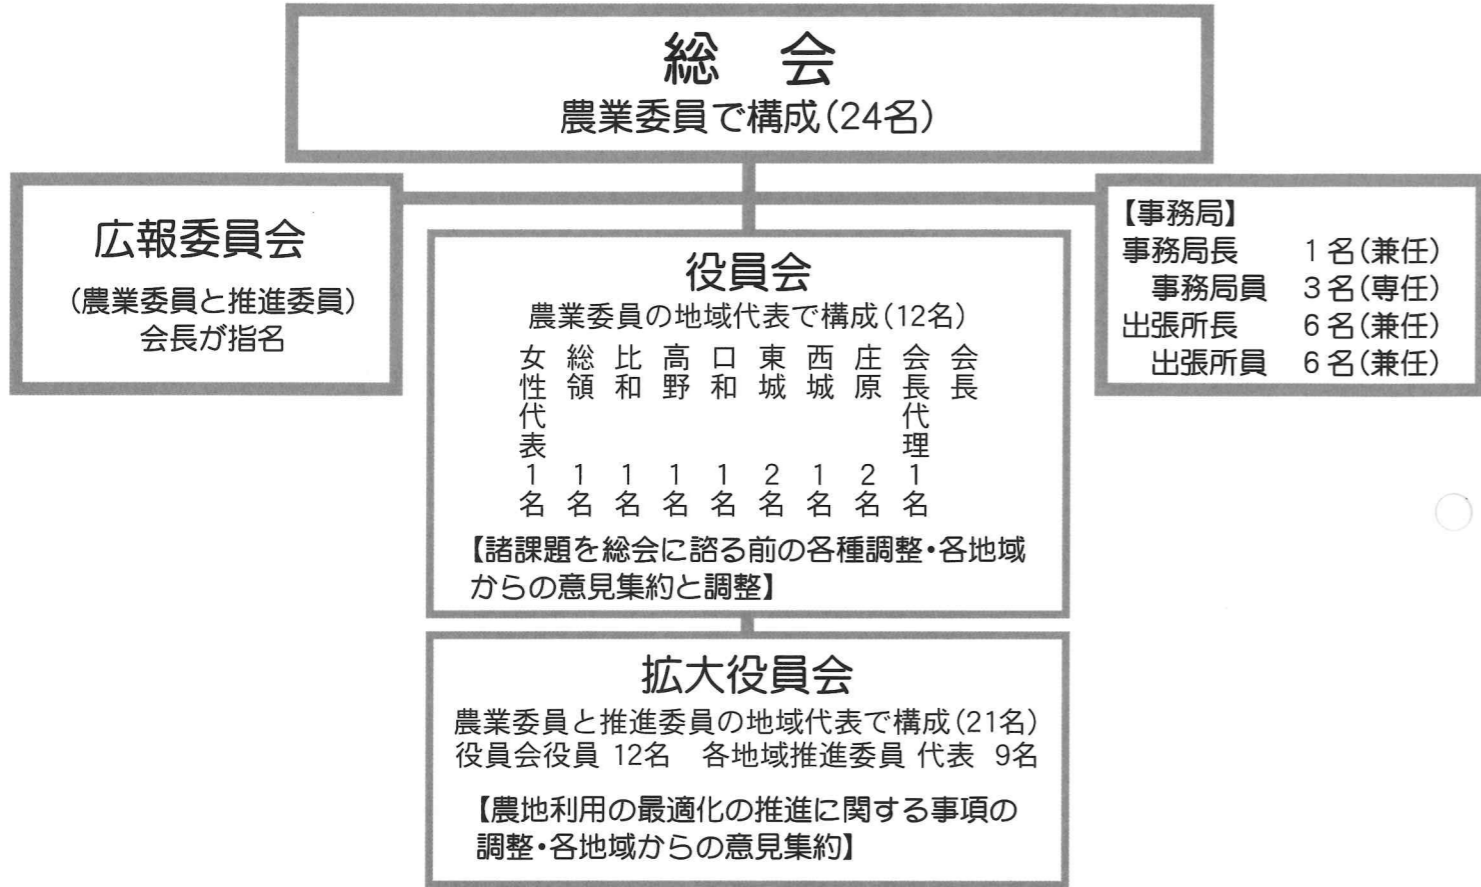 総 会
農業委員で構成(24名)
広報委員会
(農業委員と推進委員)
会長が指名
【事務局】
事務局長 1名(兼任)
事務局員 3名(専任)
出張所長 6名(兼任)
出張所員 6名(兼任)
役員会
農業委員の地域代表で構成(12名)
会長
会長代理 1名
庄原 2名
西城 1名
東城 2名
口和 1名
高野 1名
比和 1名
総領 1名
女性代表 1名
【諸課題を総会に諮る前の各種調整・各地域
からの意見集約と調整】
拡大役員会
農業委員と推進委員の地域代表で構成(21名)
役員会役員 12名 各地域推進委員 代表 9名
【農地利用の最適化の推進に関する事項の
調整・各地域からの意見集約】